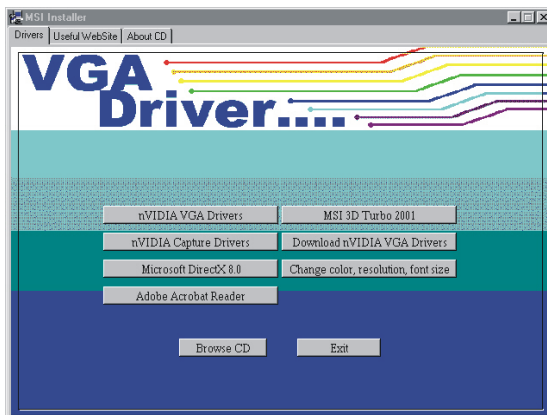 MSI Installer
Drivers Useful WebSite About CD
VGA
Driver....
nVIDIA VGA Drivers MSI 3D Turbo 2001
nVIDIA Capture Drivers Download nVIDIA VGA Drivers
Microsoft DirectX 8.0 Change color, resolution, font size
Adobe Acrobat Reader
Browse CD Exit